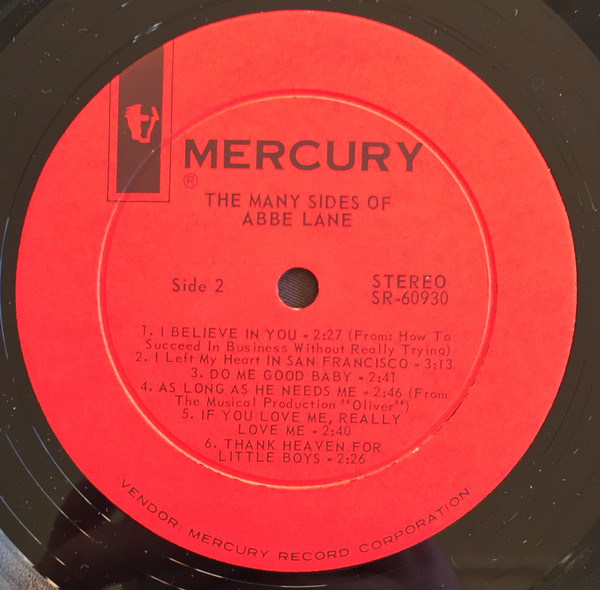 MERCURY
®
THE MANY SIDES OF
ABBE LANE
Side 2
STEREO
SR-60930
1. I BELIEVE IN YOU - 2:27 (From: How To
Succeed In Business Without Really Trying)
2. I Left My Heart IN SAN FRANCISCO - 3:13
3. DO ME GOOD BABY - 2:41
4. AS LONG AS HE NEEDS ME - 2:46 (From
The Musical Production "Oliver")
5. IF YOU LOVE ME, REALLY
LOVE ME - 2:40
6. THANK HEAVEN FOR
LITTLE BOYS - 2:26
VENDOR: MERCURY RECORD CORPORATION